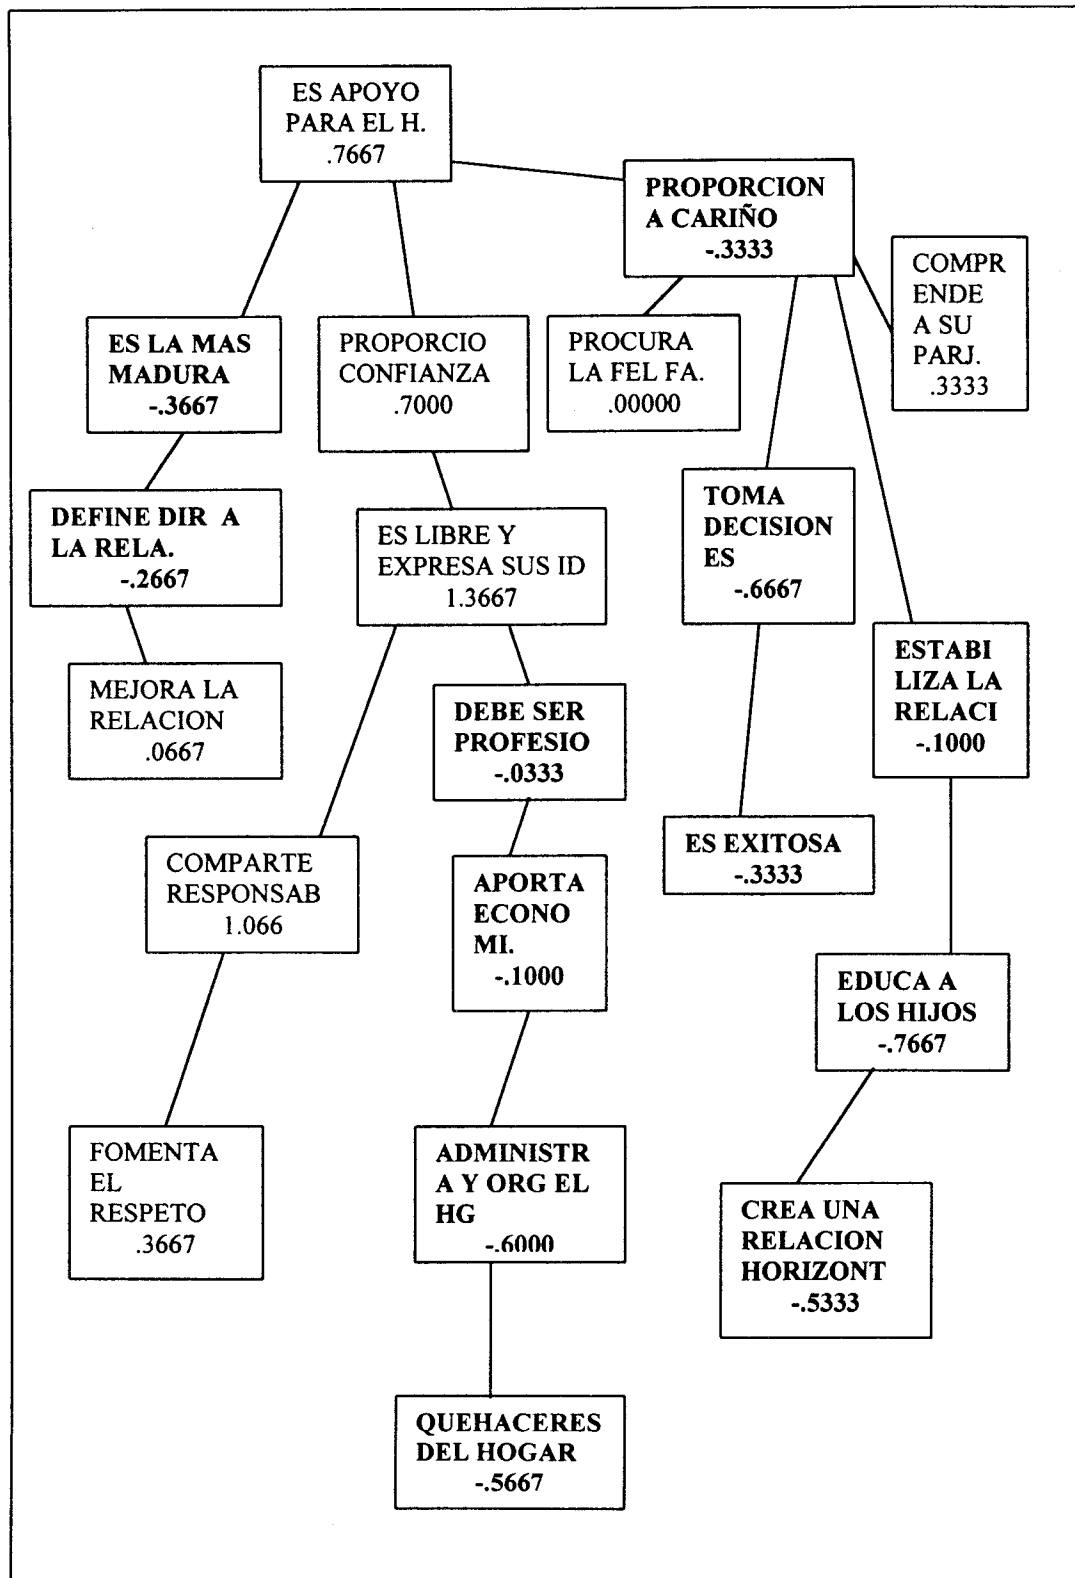 ES APOYO
PARA EL H.
.7667
PROPORCION
A CARIÑO
-.3333
COMPR
ENDE
A SU
PARJ.
.3333
ES LA MAS
MADURA
-.3667
PROPORCIO
CONFIANZA
.7000
PROCURA
LA FEL FA.
.00000
DEFINE DIR A
LA RELA.
-.2667
ES LIBRE Y
EXPRESA SUS ID
1.3667
TOMA
DECISION
ES
-.6667
ESTABI
LIZA LA
RELACI
-.1000
MEJORA LA
RELACION
.0667
DEBE SER
PROFESIO
-.0333
ES EXITOSA
-.3333
COMPARTE
RESPONSAB
1.066
APORTA
ECONO
MI.
-.1000
EDUCA A
LOS HIJOS
-.7667
FOMENTA
EL
RESPETO
.3667
ADMINISTR
A Y ORG EL
HG
-.6000
CREA UNA
RELACION
HORIZONT
-.5333
QUEHACERES
DEL HOGAR
-.5667